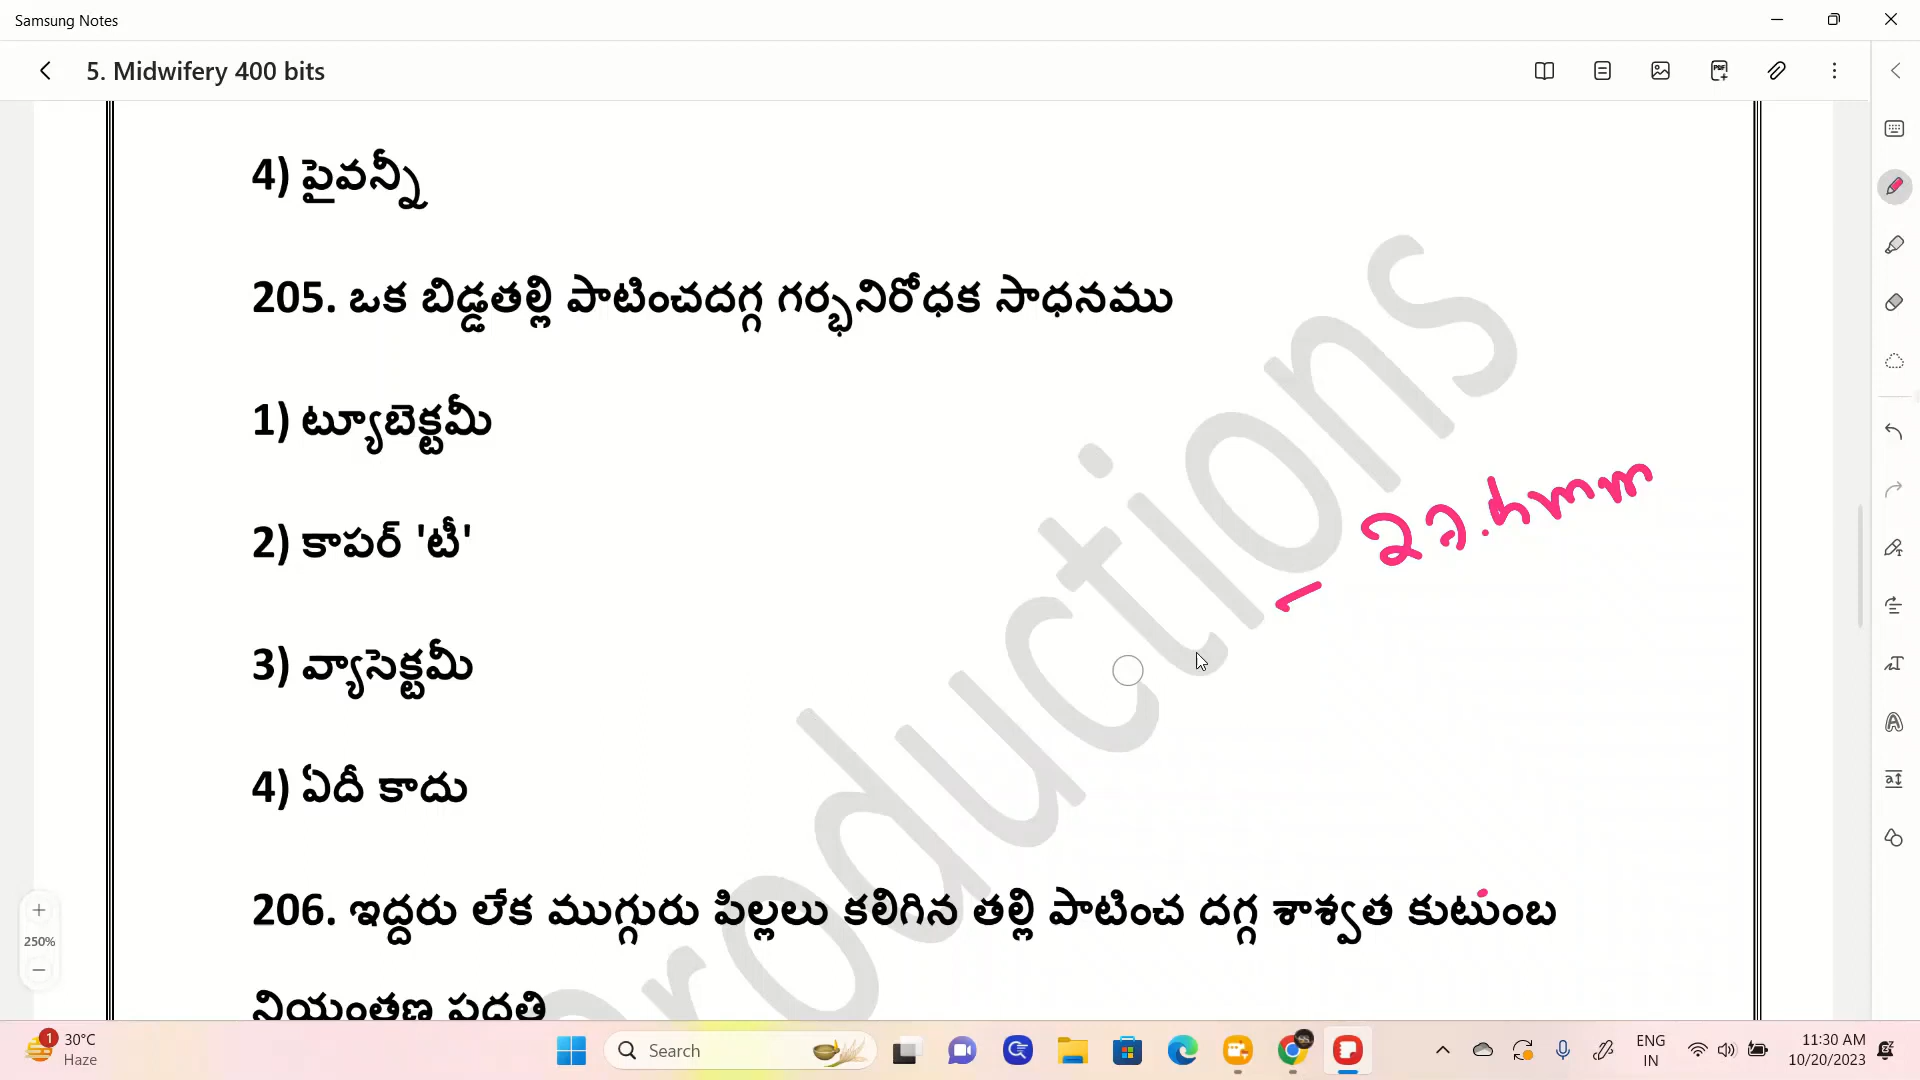 Samsung Notes
5. Midwifery 400 bits
4) పైవన్నీ
205. ఒక బిడ్డతల్లి పాటించదగ్గ గర్భనిరోధక సాధనము
1) ట్యూబెక్టమీ
2) కాపర్ 'టీ'
3) వ్యాసెక్టమీ
4) ఏదీ కాదు
206. ఇద్దరు లేక ముగ్గురు పిల్లలు కలిగిన తల్లి పాటించ దగ్గ శాశ్వత కుటుంబ
నియంత్రణ పద్ధతి
roductions
250%
1
30°C
Haze
Search
ENG
IN
11:30 AM
10/20/2023